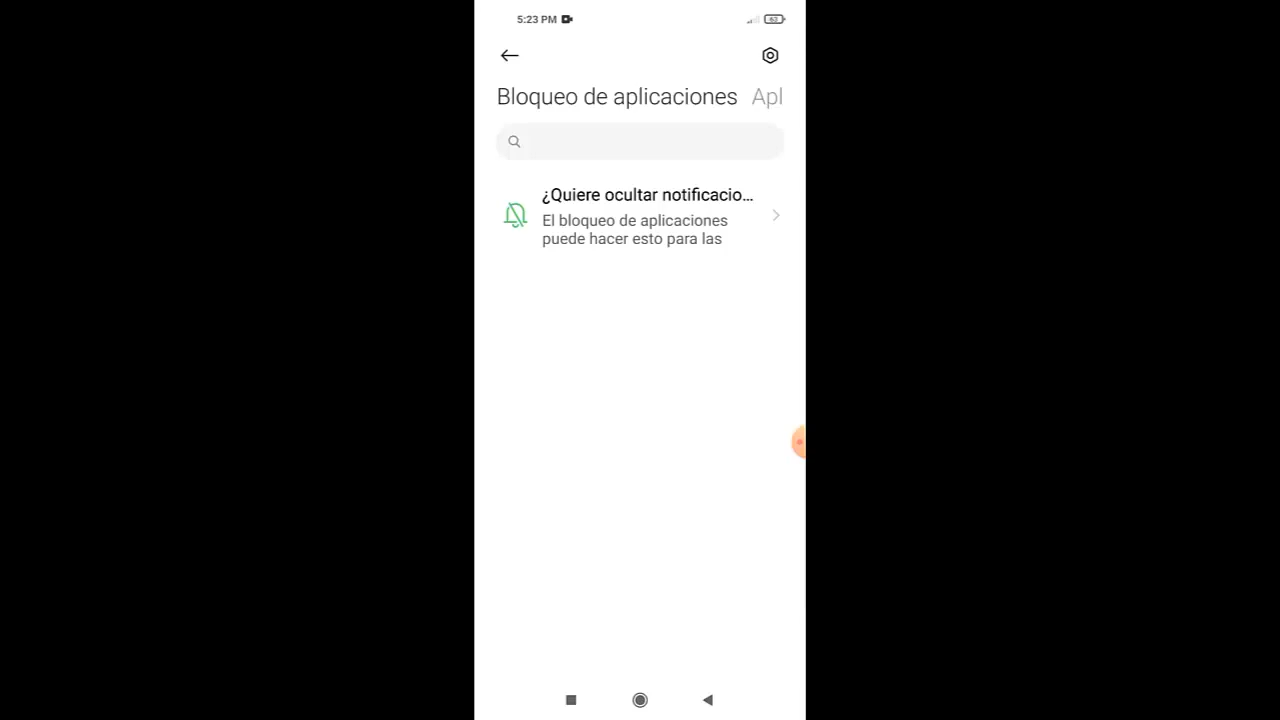 5:23 PM
63
Bloqueo de aplicaciones Apl
¿Quiere ocultar notificacio...
El bloqueo de aplicaciones
puede hacer esto para las